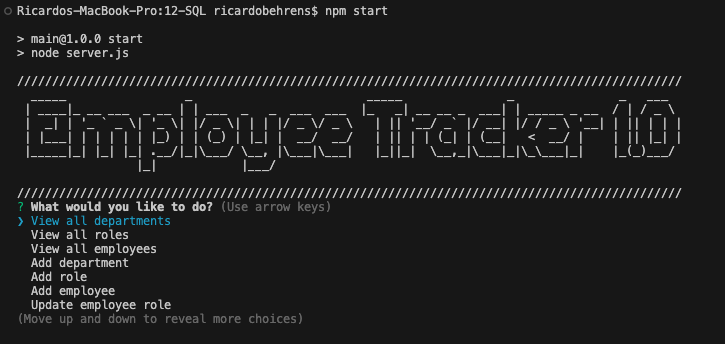 Ricardos-MacBook-Pro:12-SQL ricardobehrens$ npm start
> main@1.0.0 start
> node server.js
Employee Tracker 1.0
? What would you like to do? (Use arrow keys)
❯ View all departments
View all roles
View all employees
Add department
Add role
Add employee
Update employee role
(Move up and down to reveal more choices)